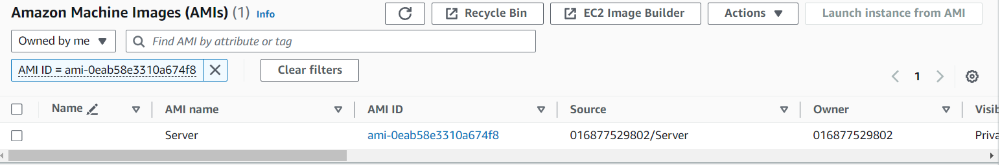 Amazon Machine Images (AMIs) (1) Info
Recycle Bin
EC2 Image Builder
Actions
Launch instance from AMI
Owned by me
Find AMI by attribute or tag
AMI ID = ami-0eab58e3310a674f8
Clear filters
1
Name AMI name AMI ID Source Owner Visib
Server ami-0eab58e3310a674f8 016877529802/Server 016877529802 Priva